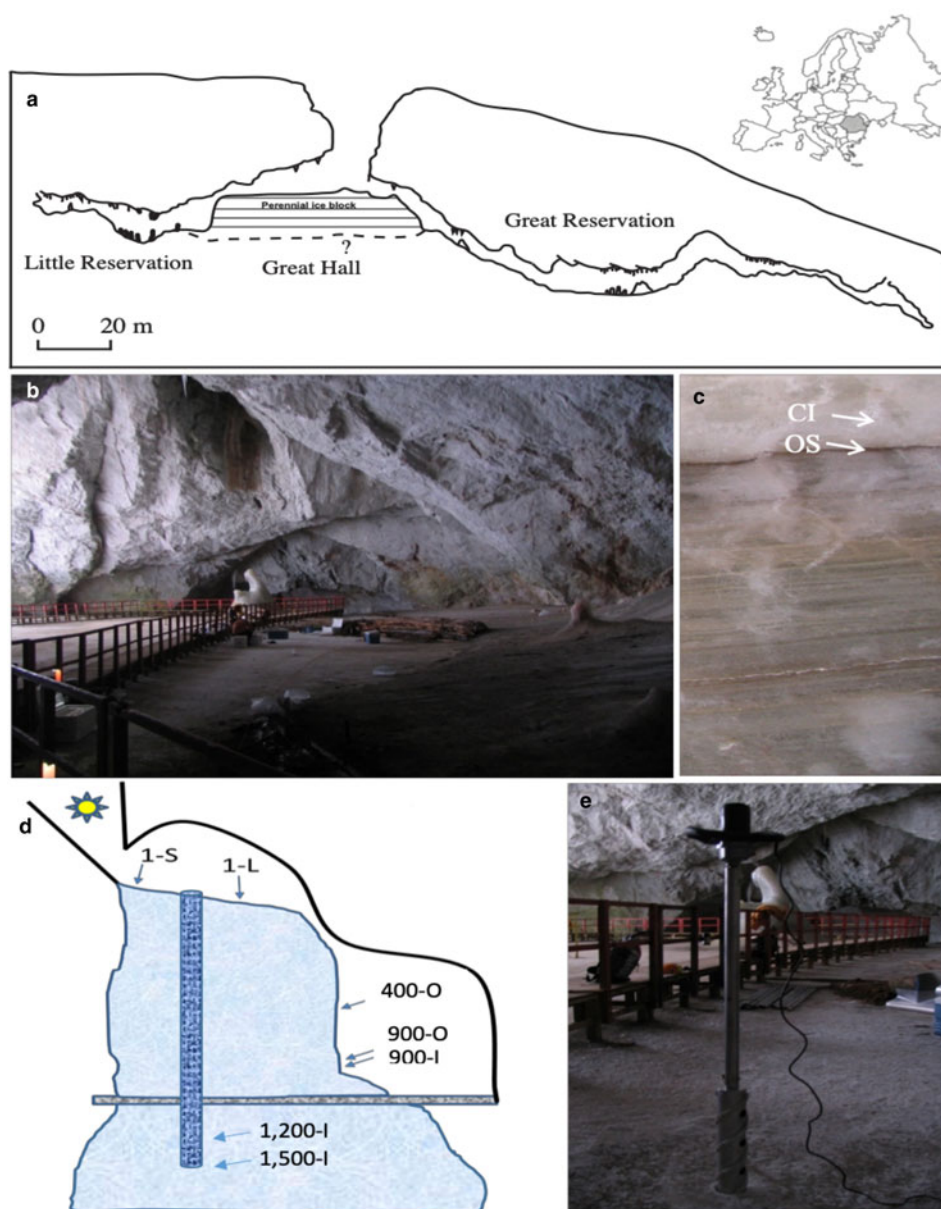 a
Perennial ice block
Great Reservation
?
Little Reservation
Great Hall
0 20 m
b
c
CI
OS
d
1-S
1-L
400-O
900-O
900-I
1,200-I
1,500-I
e